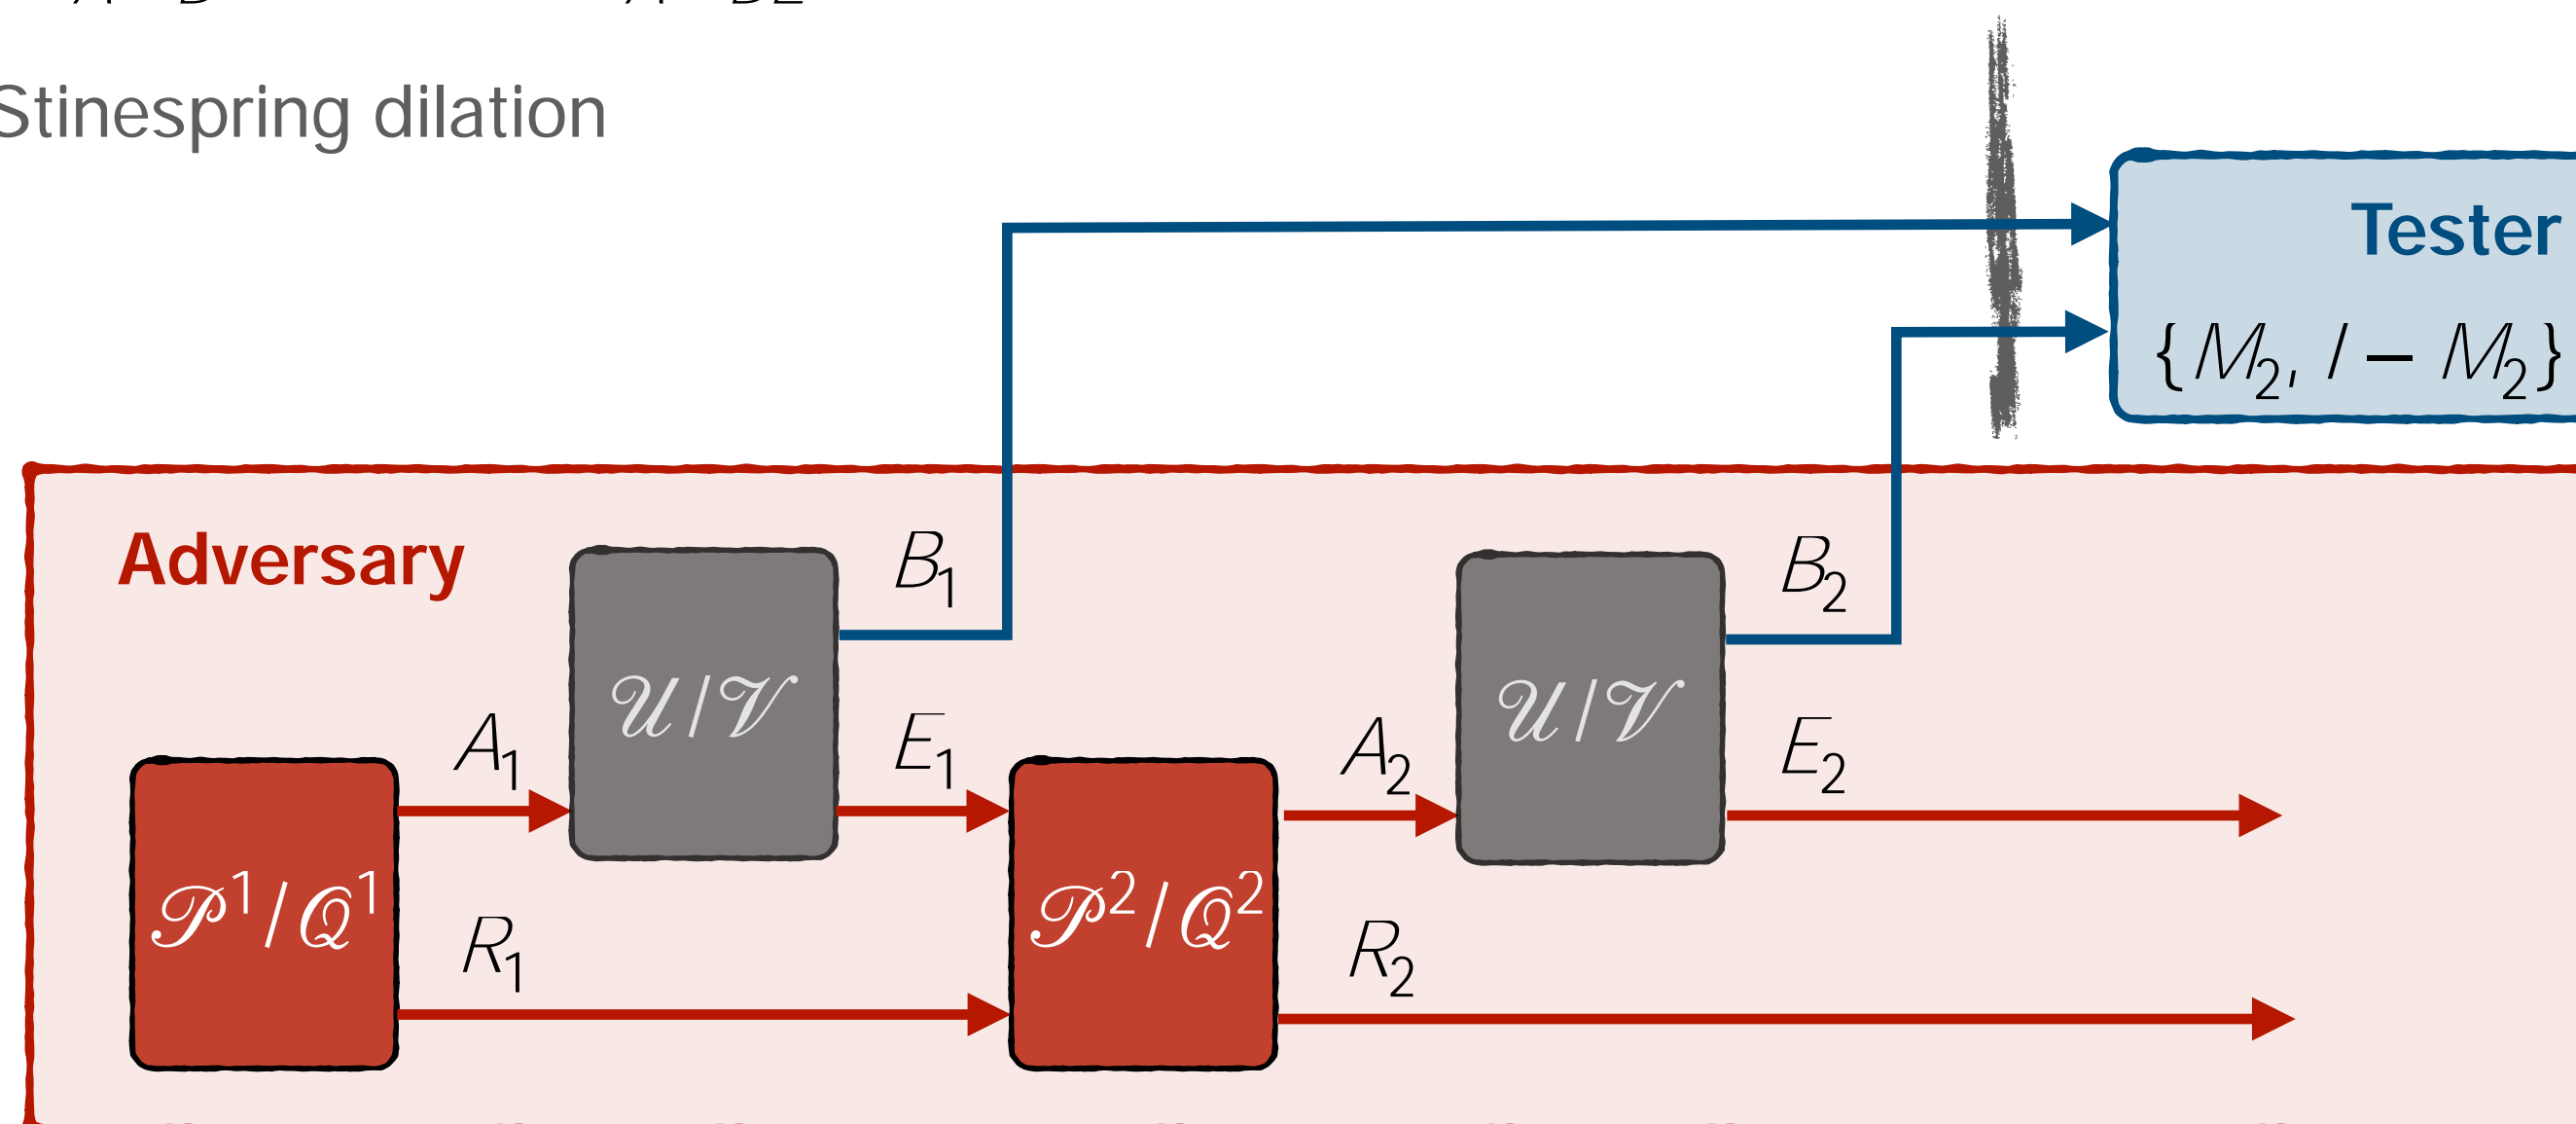 Stinespring dilation
Tester
{M₂, I − M₂}
Adversary
B₁
B₂
𝒰/𝒱
𝒰/𝒱
A₁
E₁
A₂
E₂
𝒫¹/𝒬¹
𝒫²/𝒬²
R₁
R₂